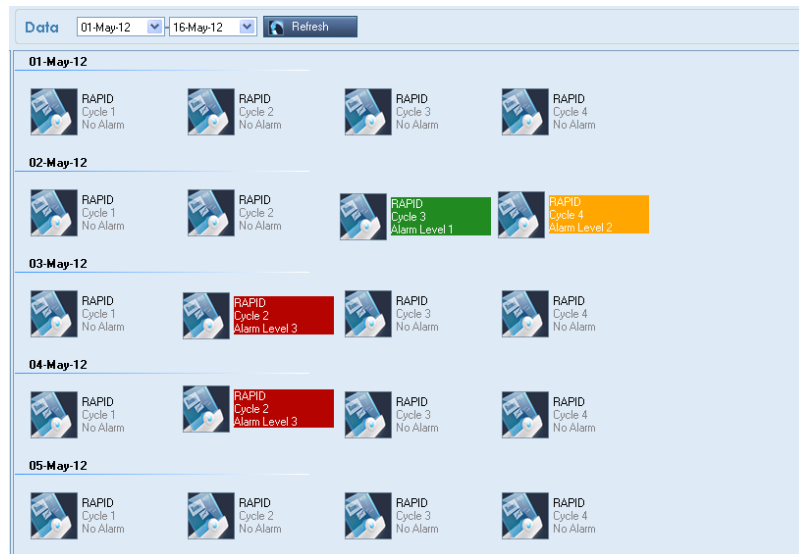 Data 01-May-12 - 16-May-12 Refresh
01-May-12
RAPID RAPID RAPID RAPID
Cycle 1 Cycle 2 Cycle 3 Cycle 4
No Alarm No Alarm No Alarm No Alarm
02-May-12
RAPID RAPID RAPID RAPID
Cycle 1 Cycle 2 Cycle 3 Cycle 4
No Alarm No Alarm Alarm Level 1 Alarm Level 2
03-May-12
RAPID RAPID RAPID RAPID
Cycle 1 Cycle 2 Cycle 3 Cycle 4
No Alarm Alarm Level 3 No Alarm No Alarm
04-May-12
RAPID RAPID RAPID RAPID
Cycle 1 Cycle 2 Cycle 3 Cycle 4
No Alarm Alarm Level 3 No Alarm No Alarm
05-May-12
RAPID RAPID RAPID RAPID
Cycle 1 Cycle 2 Cycle 3 Cycle 4
No Alarm No Alarm No Alarm No Alarm